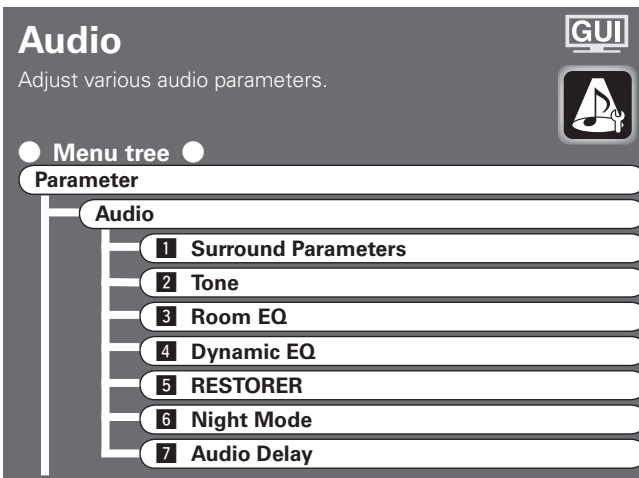 Audio
GUI
Adjust various audio parameters.
● Menu tree ●
Parameter
Audio
1 Surround Parameters
2 Tone
3 Room EQ
4 Dynamic EQ
5 RESTORER
6 Night Mode
7 Audio Delay